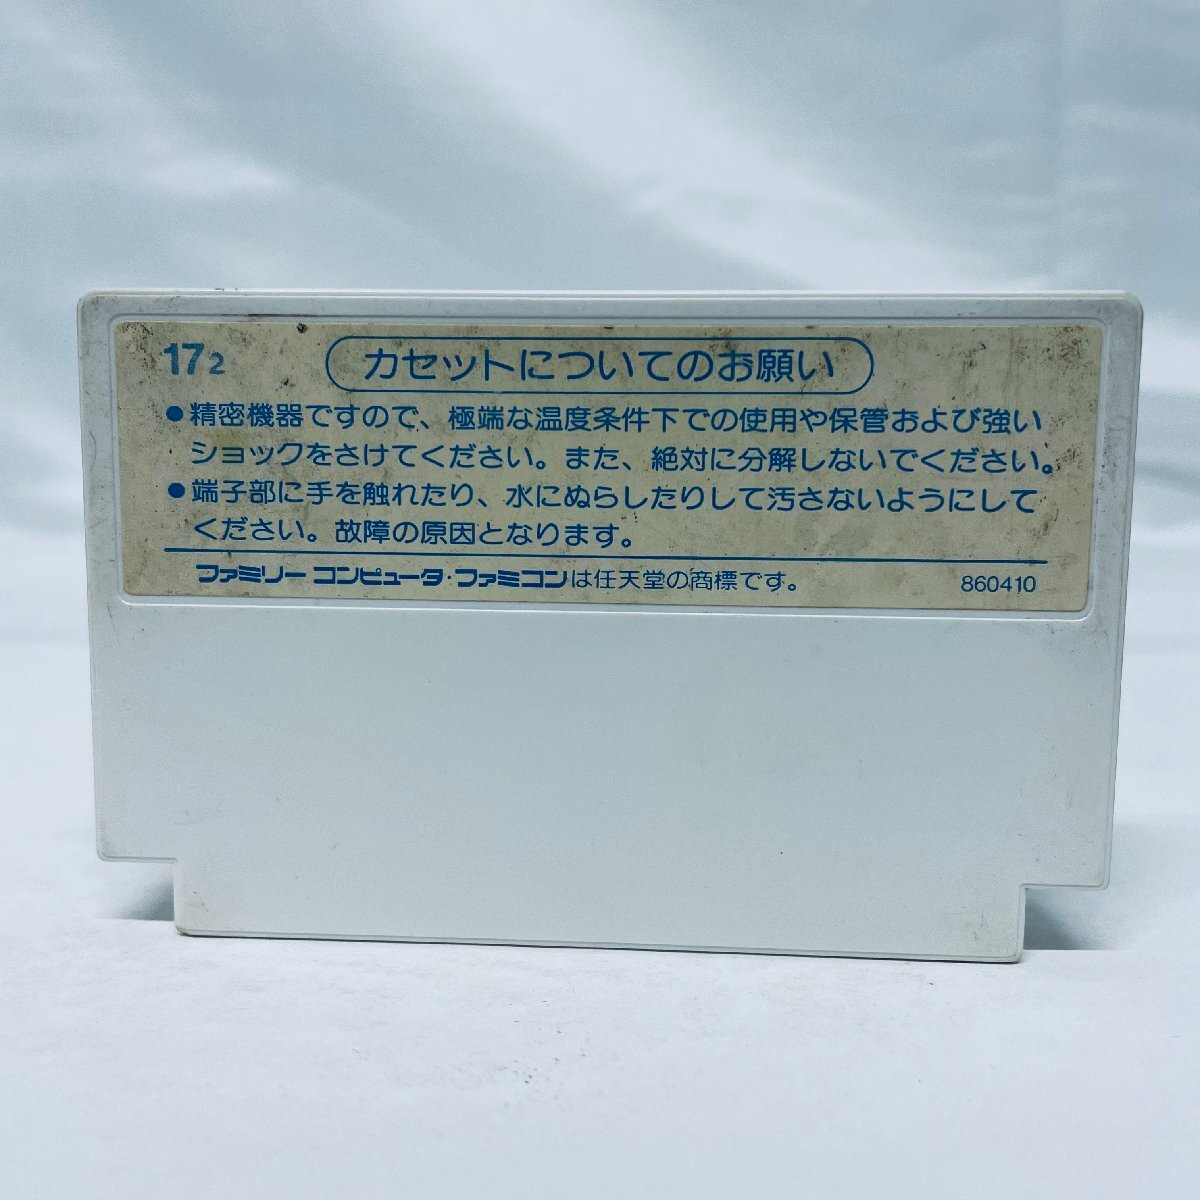 17 2
カセットについてのお願い
●精密機器ですので、極端な温度条件下での使用や保管および強い
ショックをさけてください。また、絶対に分解しないでください。
●端子部に手を触れたり、水にぬらしたりして汚さないようにして
ください。故障の原因となります。
ファミリー コンピュータ・ファミコンは任天堂の商標です。 860410